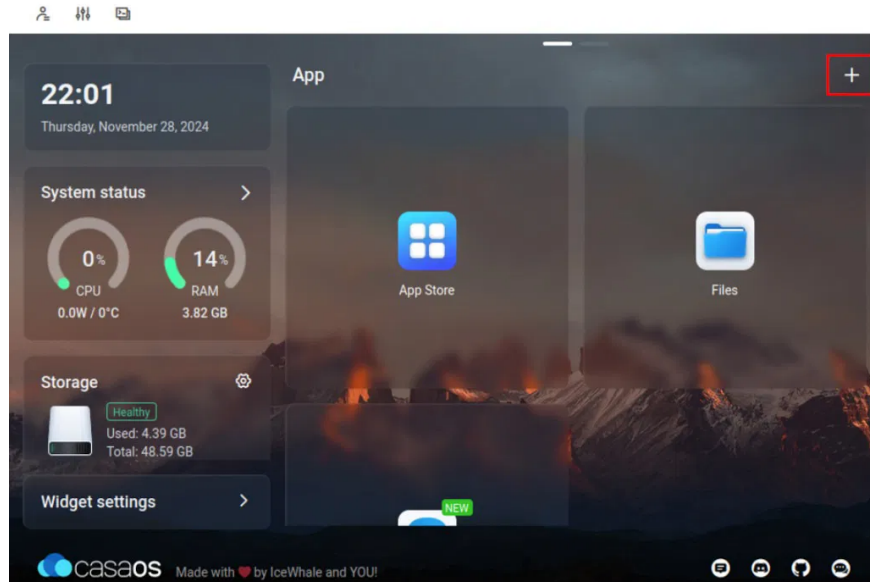 22:01
Thursday, November 28, 2024
System status
0%
CPU
0.0W / 0°C
14%
RAM
3.82 GB
Storage
Healthy
Used: 4.39 GB
Total: 48.59 GB
Widget settings
App
App Store
Files
NEW
casaos Made with ❤ by IceWhale and YOU!